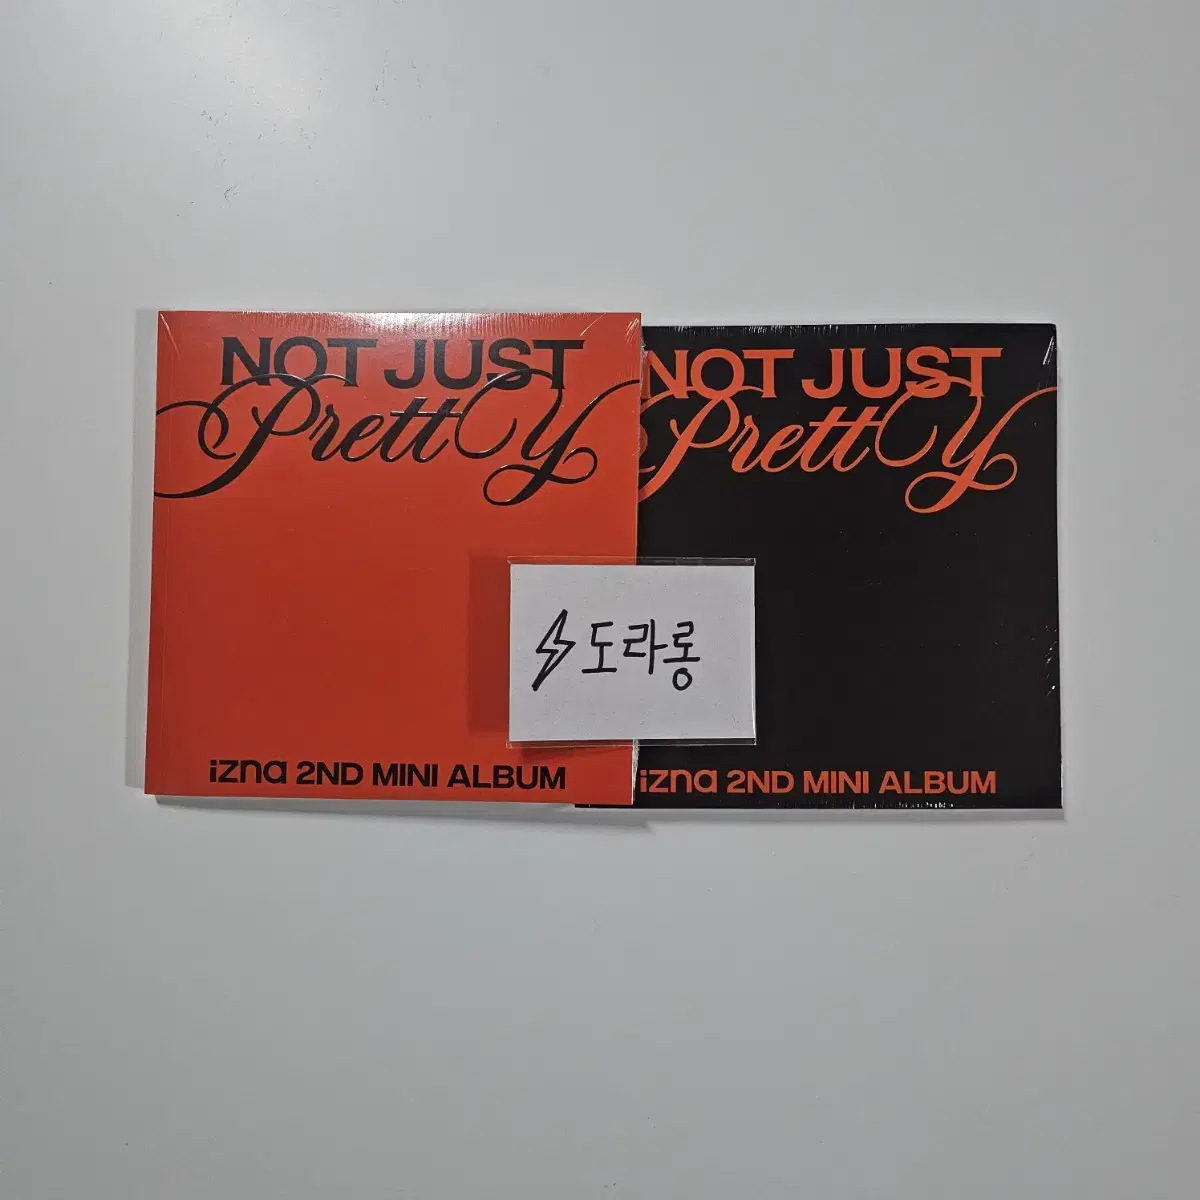 NOT JUST
Pretty
izna 2ND MINI ALBUM
NOT JUST
Pretty
izna 2ND MINI ALBUM
⚡도라롱